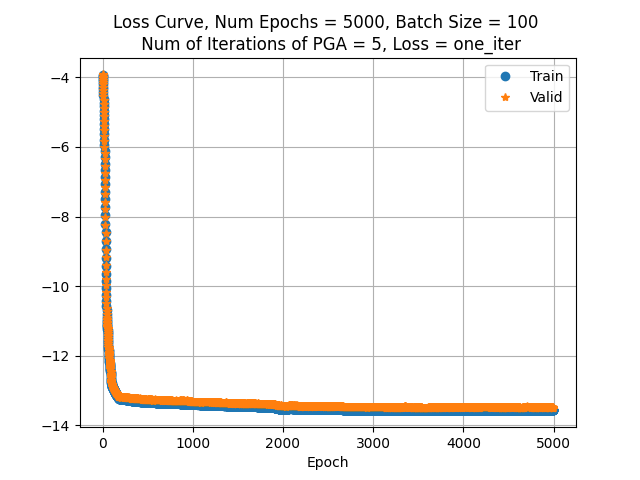 Loss Curve, Num Epochs = 5000, Batch Size = 100
Num of Iterations of PGA = 5, Loss = one_iter
Train
Valid
−4
−6
−8
−10
−12
−14
0 1000 2000 3000 4000 5000
Epoch